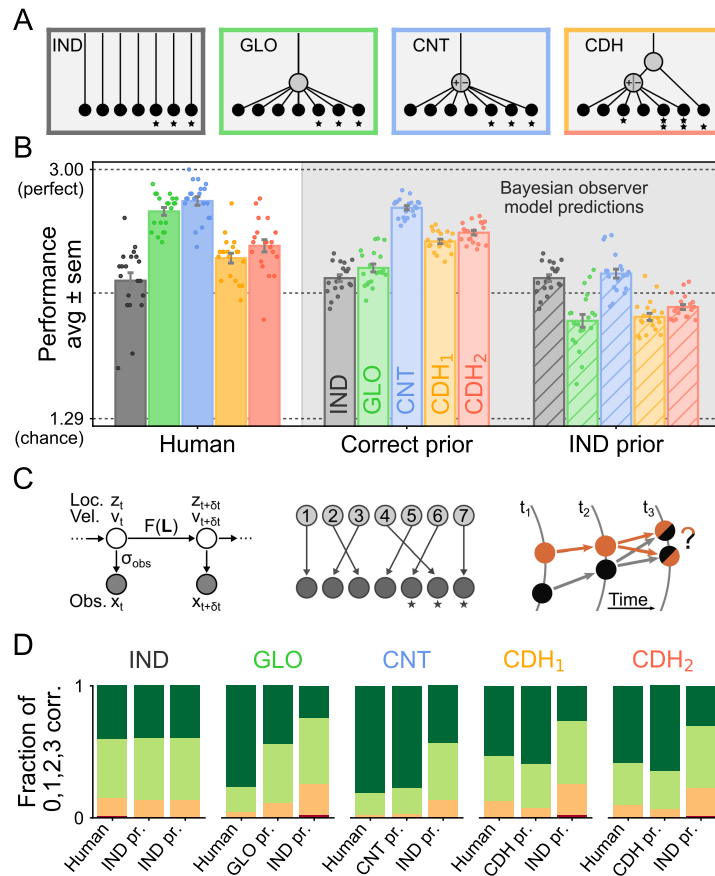 A
IND
GLO
CNT
CDH
+−
+−
B
3.00
(perfect)
Performance
avg ± sem
1.29
(chance)
Bayesian observer
model predictions
IND
GLO
CNT
CDH₁
CDH₂
Human
Correct prior
IND prior
C
Loc. zₜ zₜ₊δₜ
Vel. vₜ F(L) vₜ₊δₜ
σobs
Obs. xₜ xₜ₊δₜ
1 2 3 4 5 6 7
t₁ t₂ t₃
?
Time
D
IND GLO CNT CDH₁ CDH₂
Fraction of
0,1,2,3 corr.
1
0
Human IND pr. IND pr.
Human GLO pr. IND pr.
Human CNT pr. IND pr.
Human CDH pr. IND pr.
Human CDH pr. IND pr.